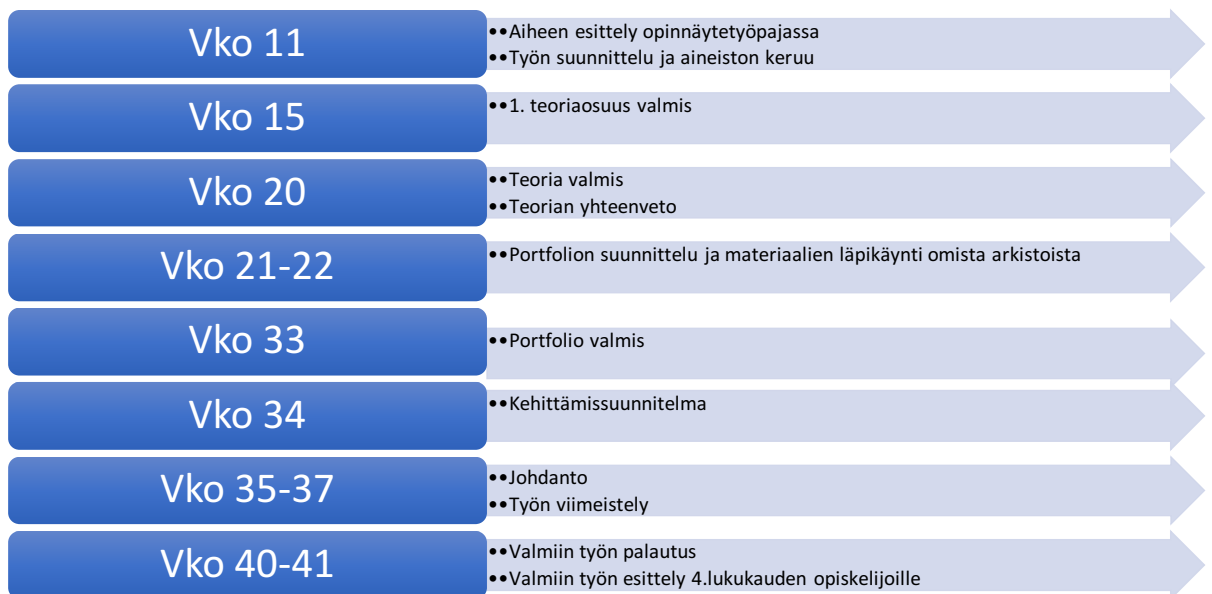 Vko 11
••Aiheen esittely opinnäytetyöpajassa
••Työn suunnittelu ja aineiston keruu
Vko 15
••1. teoriaosuus valmis
Vko 20
••Teoria valmis
••Teorian yhteenveto
Vko 21-22
••Portfolion suunnittelu ja materiaalien läpikäynti omista arkistoista
Vko 33
••Portfolio valmis
Vko 34
••Kehittämissuunnitelma
Vko 35-37
••Johdanto
••Työn viimeistely
Vko 40-41
••Valmiin työn palautus
••Valmiin työn esittely 4.lukukauden opiskelijoille